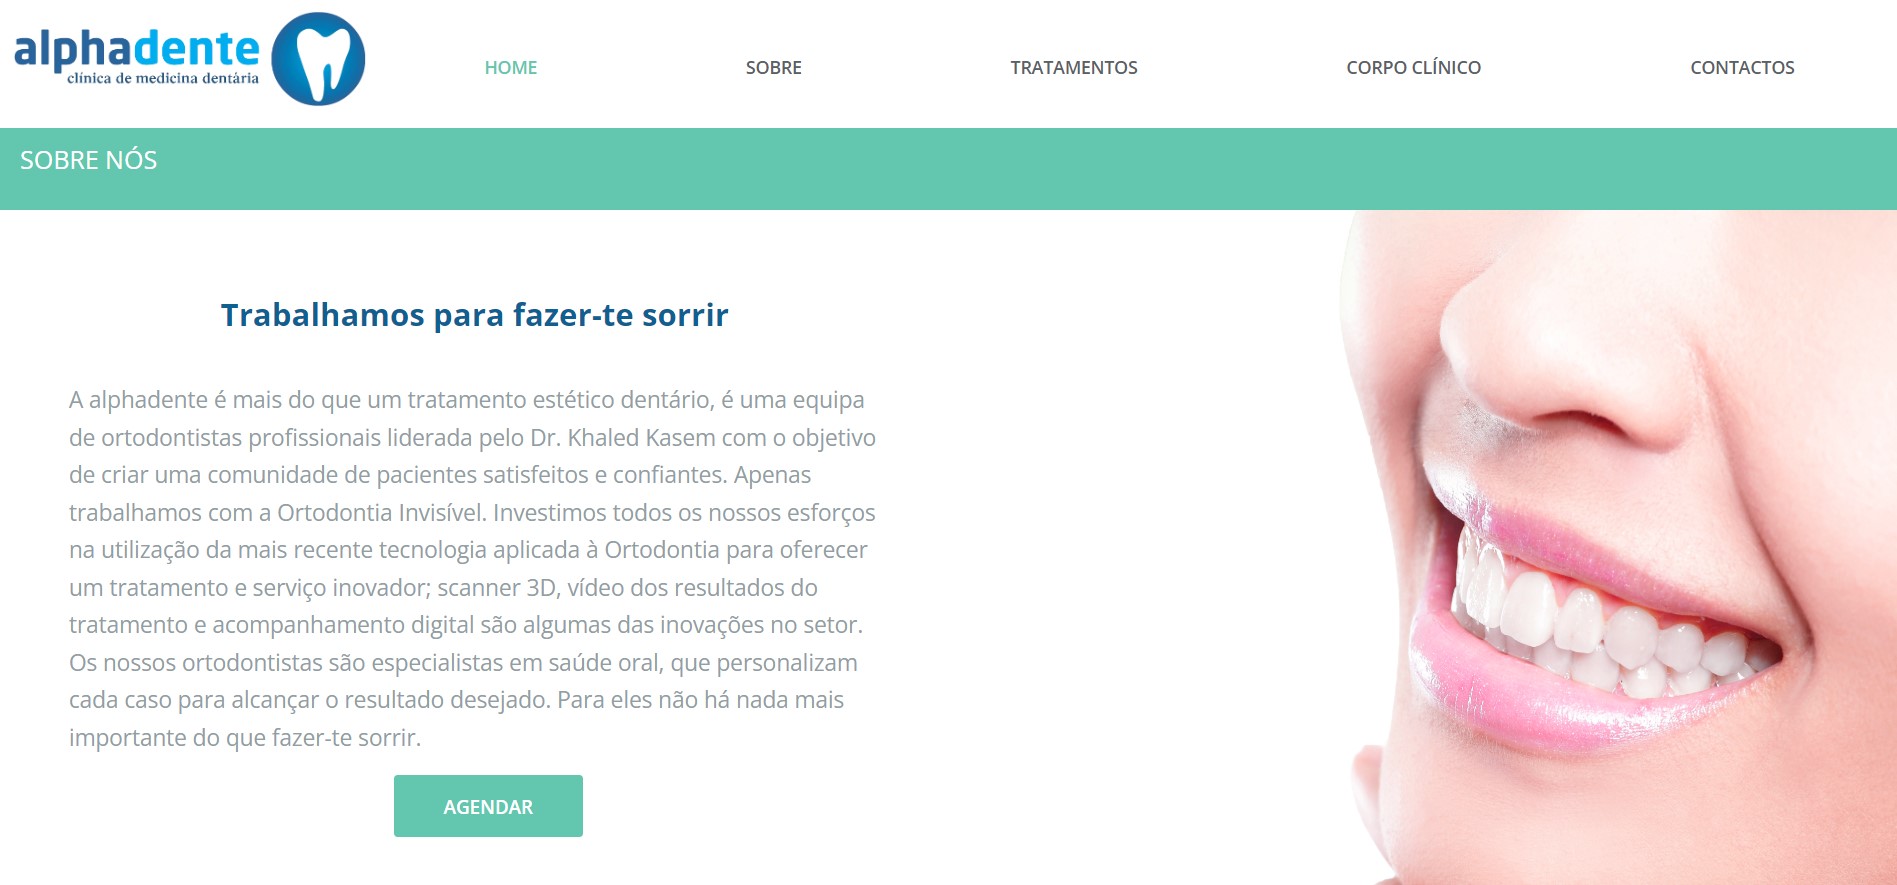 alphadente
clínica de medicina dentária
HOME
SOBRE
TRATAMENTOS
CORPO CLÍNICO
CONTACTOS
SOBRE NÓS
Trabalhamos para fazer-te sorrir
A alphadente é mais do que um tratamento estético dentário, é uma equipa
de ortodontistas profissionais liderada pelo Dr. Khaled Kasem com o objetivo
de criar uma comunidade de pacientes satisfeitos e confiantes. Apenas
trabalhamos com a Ortodontia Invisível. Investimos todos os nossos esforços
na utilização da mais recente tecnologia aplicada à Ortodontia para oferecer
um tratamento e serviço inovador; scanner 3D, vídeo dos resultados do
tratamento e acompanhamento digital são algumas das inovações no setor.
Os nossos ortodontistas são especialistas em saúde oral, que personalizam
cada caso para alcançar o resultado desejado. Para eles não há nada mais
importante do que fazer-te sorrir.
AGENDAR